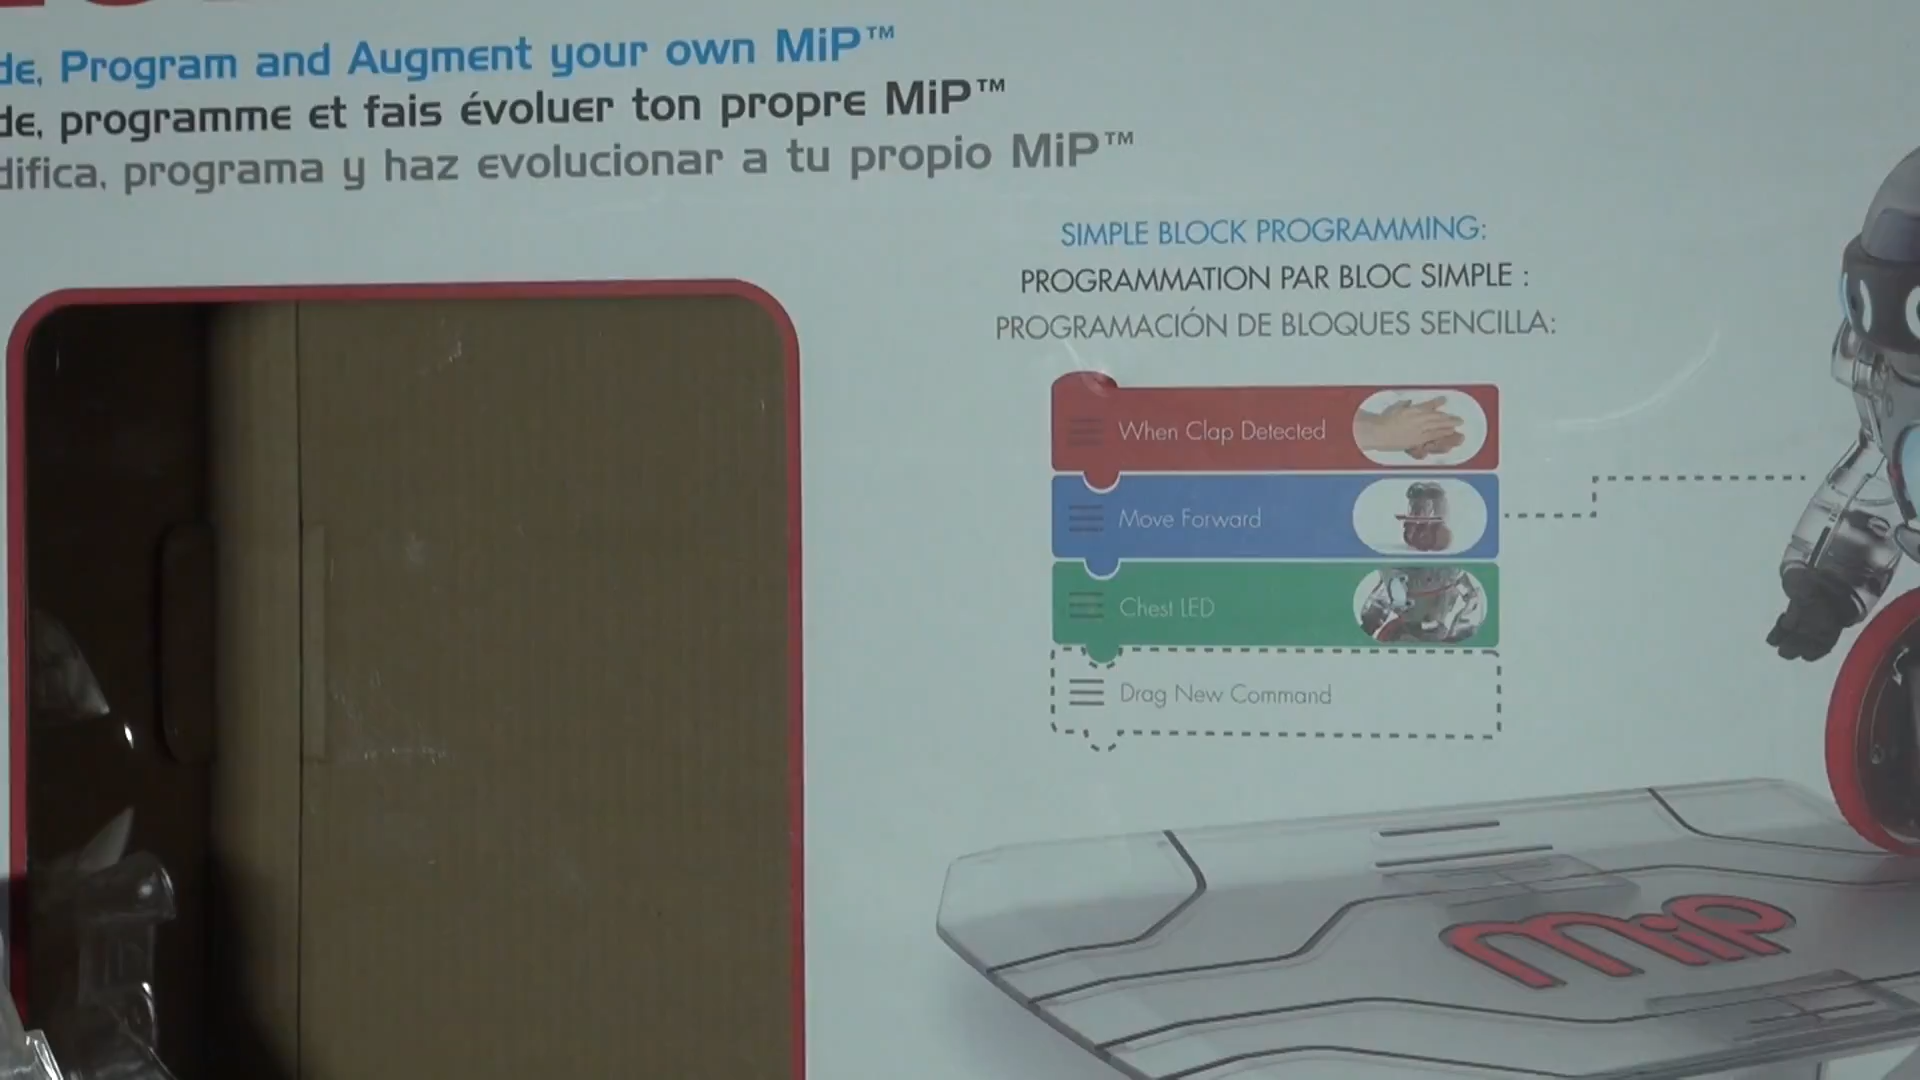 de, Program and Augment your own MiP™
de, programme et fais évoluer ton propre MiP™
difica, programa y haz evolucionar a tu propio MiP™
SIMPLE BLOCK PROGRAMMING:
PROGRAMMATION PAR BLOC SIMPLE :
PROGRAMACIÓN DE BLOQUES SENCILLA:
When Clap Detected
Move Forward
Chest LED
Drag New Command
MiP